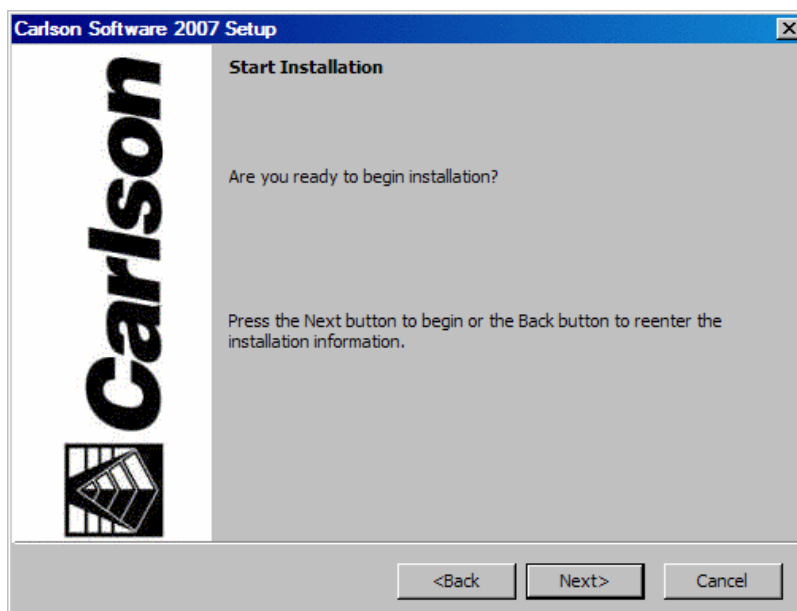 Carlson Software 2007 Setup
Carlson
Start Installation
Are you ready to begin installation?
Press the Next button to begin or the Back button to reenter the
installation information.
<Back
Next>
Cancel